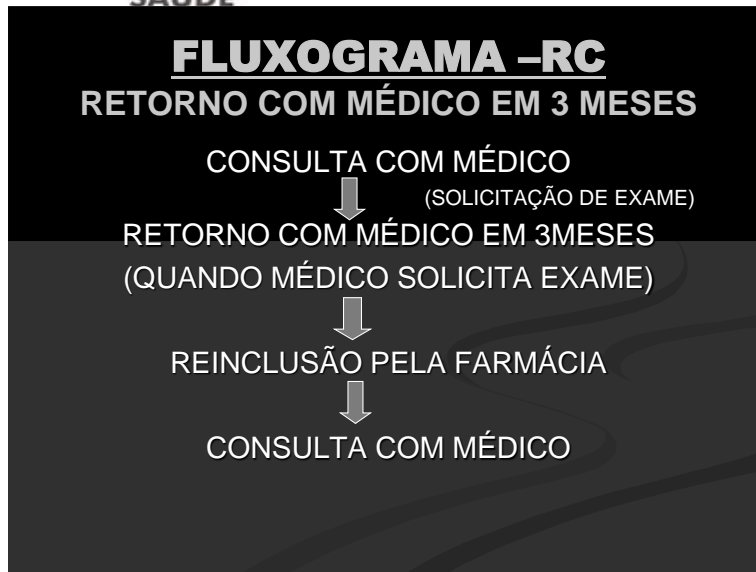 SAÚDE
FLUXOGRAMA –RC
RETORNO COM MÉDICO EM 3 MESES
CONSULTA COM MÉDICO
(SOLICITAÇÃO DE EXAME)
RETORNO COM MÉDICO EM 3MESES
(QUANDO MÉDICO SOLICITA EXAME)
REINCLUSÃO PELA FARMÁCIA
CONSULTA COM MÉDICO